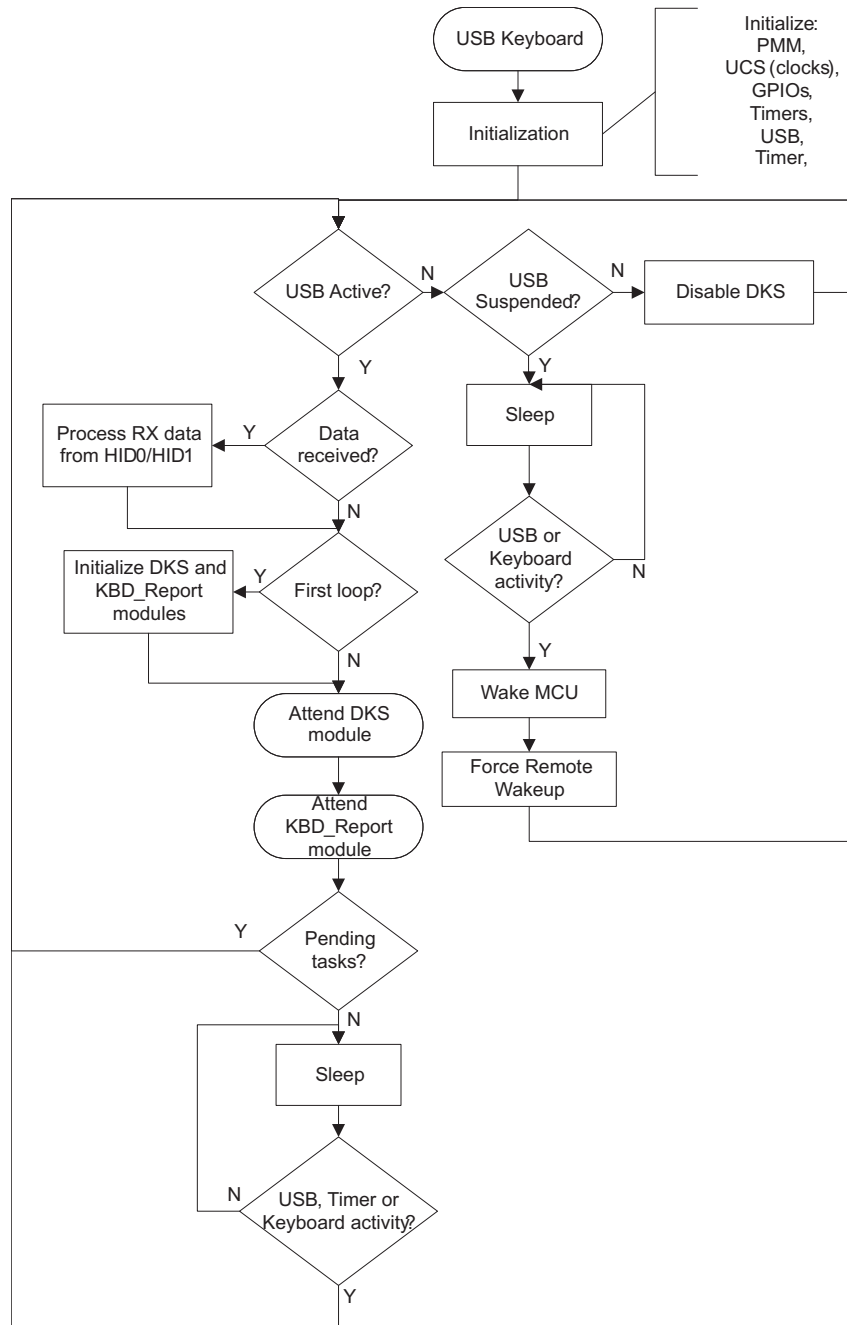 USB Keyboard
Initialize:
PMM,
UCS (clocks),
GPIOs,
Timers,
USB,
Timer,
Initialization
USB Active?
N
USB
Suspended?
N
Disable DKS
Y
Y
Process RX data
from HID0/HID1
Y
Data
received?
Sleep
N
Initialize DKS and
KBD_Report
modules
Y
First loop?
USB or
Keyboard
activity?
N
N
Y
Attend DKS
module
Wake MCU
Attend
KBD_Report
module
Force Remote
Wakeup
Y
Pending
tasks?
N
Sleep
N
USB, Timer or
Keyboard activity?
Y